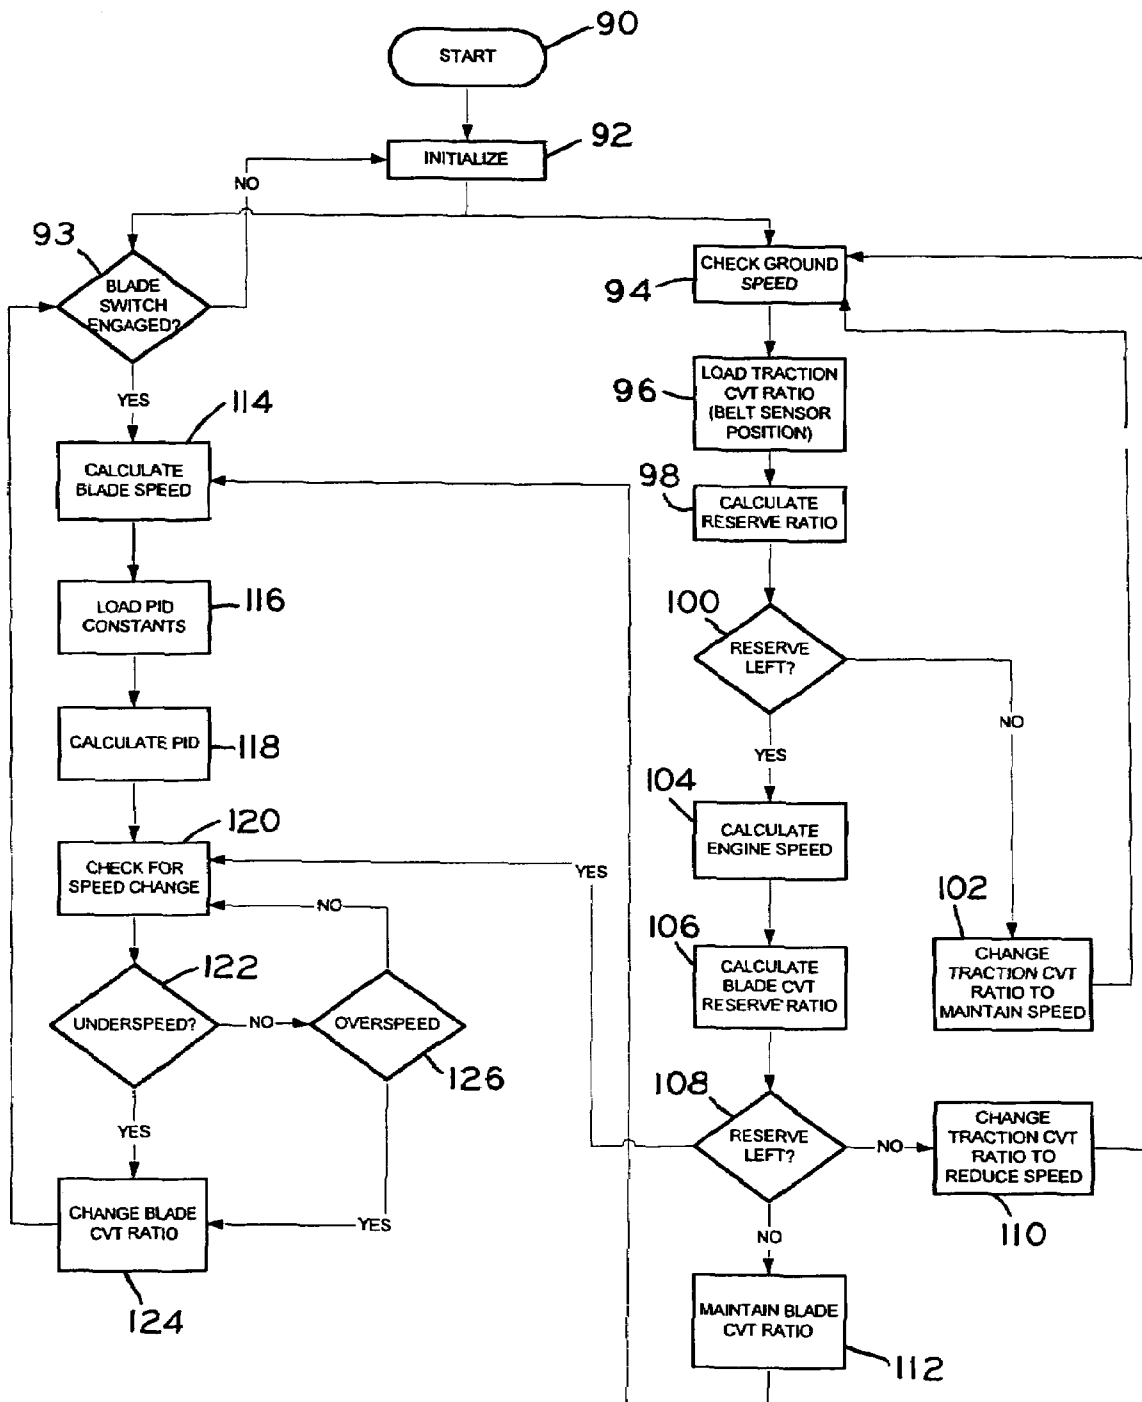 START
90
INITIALIZE
92
NO
93
BLADE
SWITCH
ENGAGED?
YES
CHECK GROUND
SPEED
94
LOAD TRACTION
CVT RATIO
(BELT SENSOR
POSITION)
96
114
CALCULATE
BLADE SPEED
98
CALCULATE
RESERVE RATIO
LOAD PID
CONSTANTS
116
100
RESERVE
LEFT?
NO
YES
CALCULATE PID
118
104
CALCULATE
ENGINE SPEED
120
CHECK FOR
SPEED CHANGE
YES
NO
102
CHANGE
TRACTION CVT
RATIO TO
MAINTAIN SPEED
106
CALCULATE
BLADE CVT
RESERVE RATIO
122
UNDERSPEED?
NO
OVERSPEED
126
YES
108
RESERVE
LEFT?
NO
CHANGE
TRACTION CVT
RATIO TO
REDUCE SPEED
110
CHANGE BLADE
CVT RATIO
YES
124
NO
MAINTAIN BLADE
CVT RATIO
112